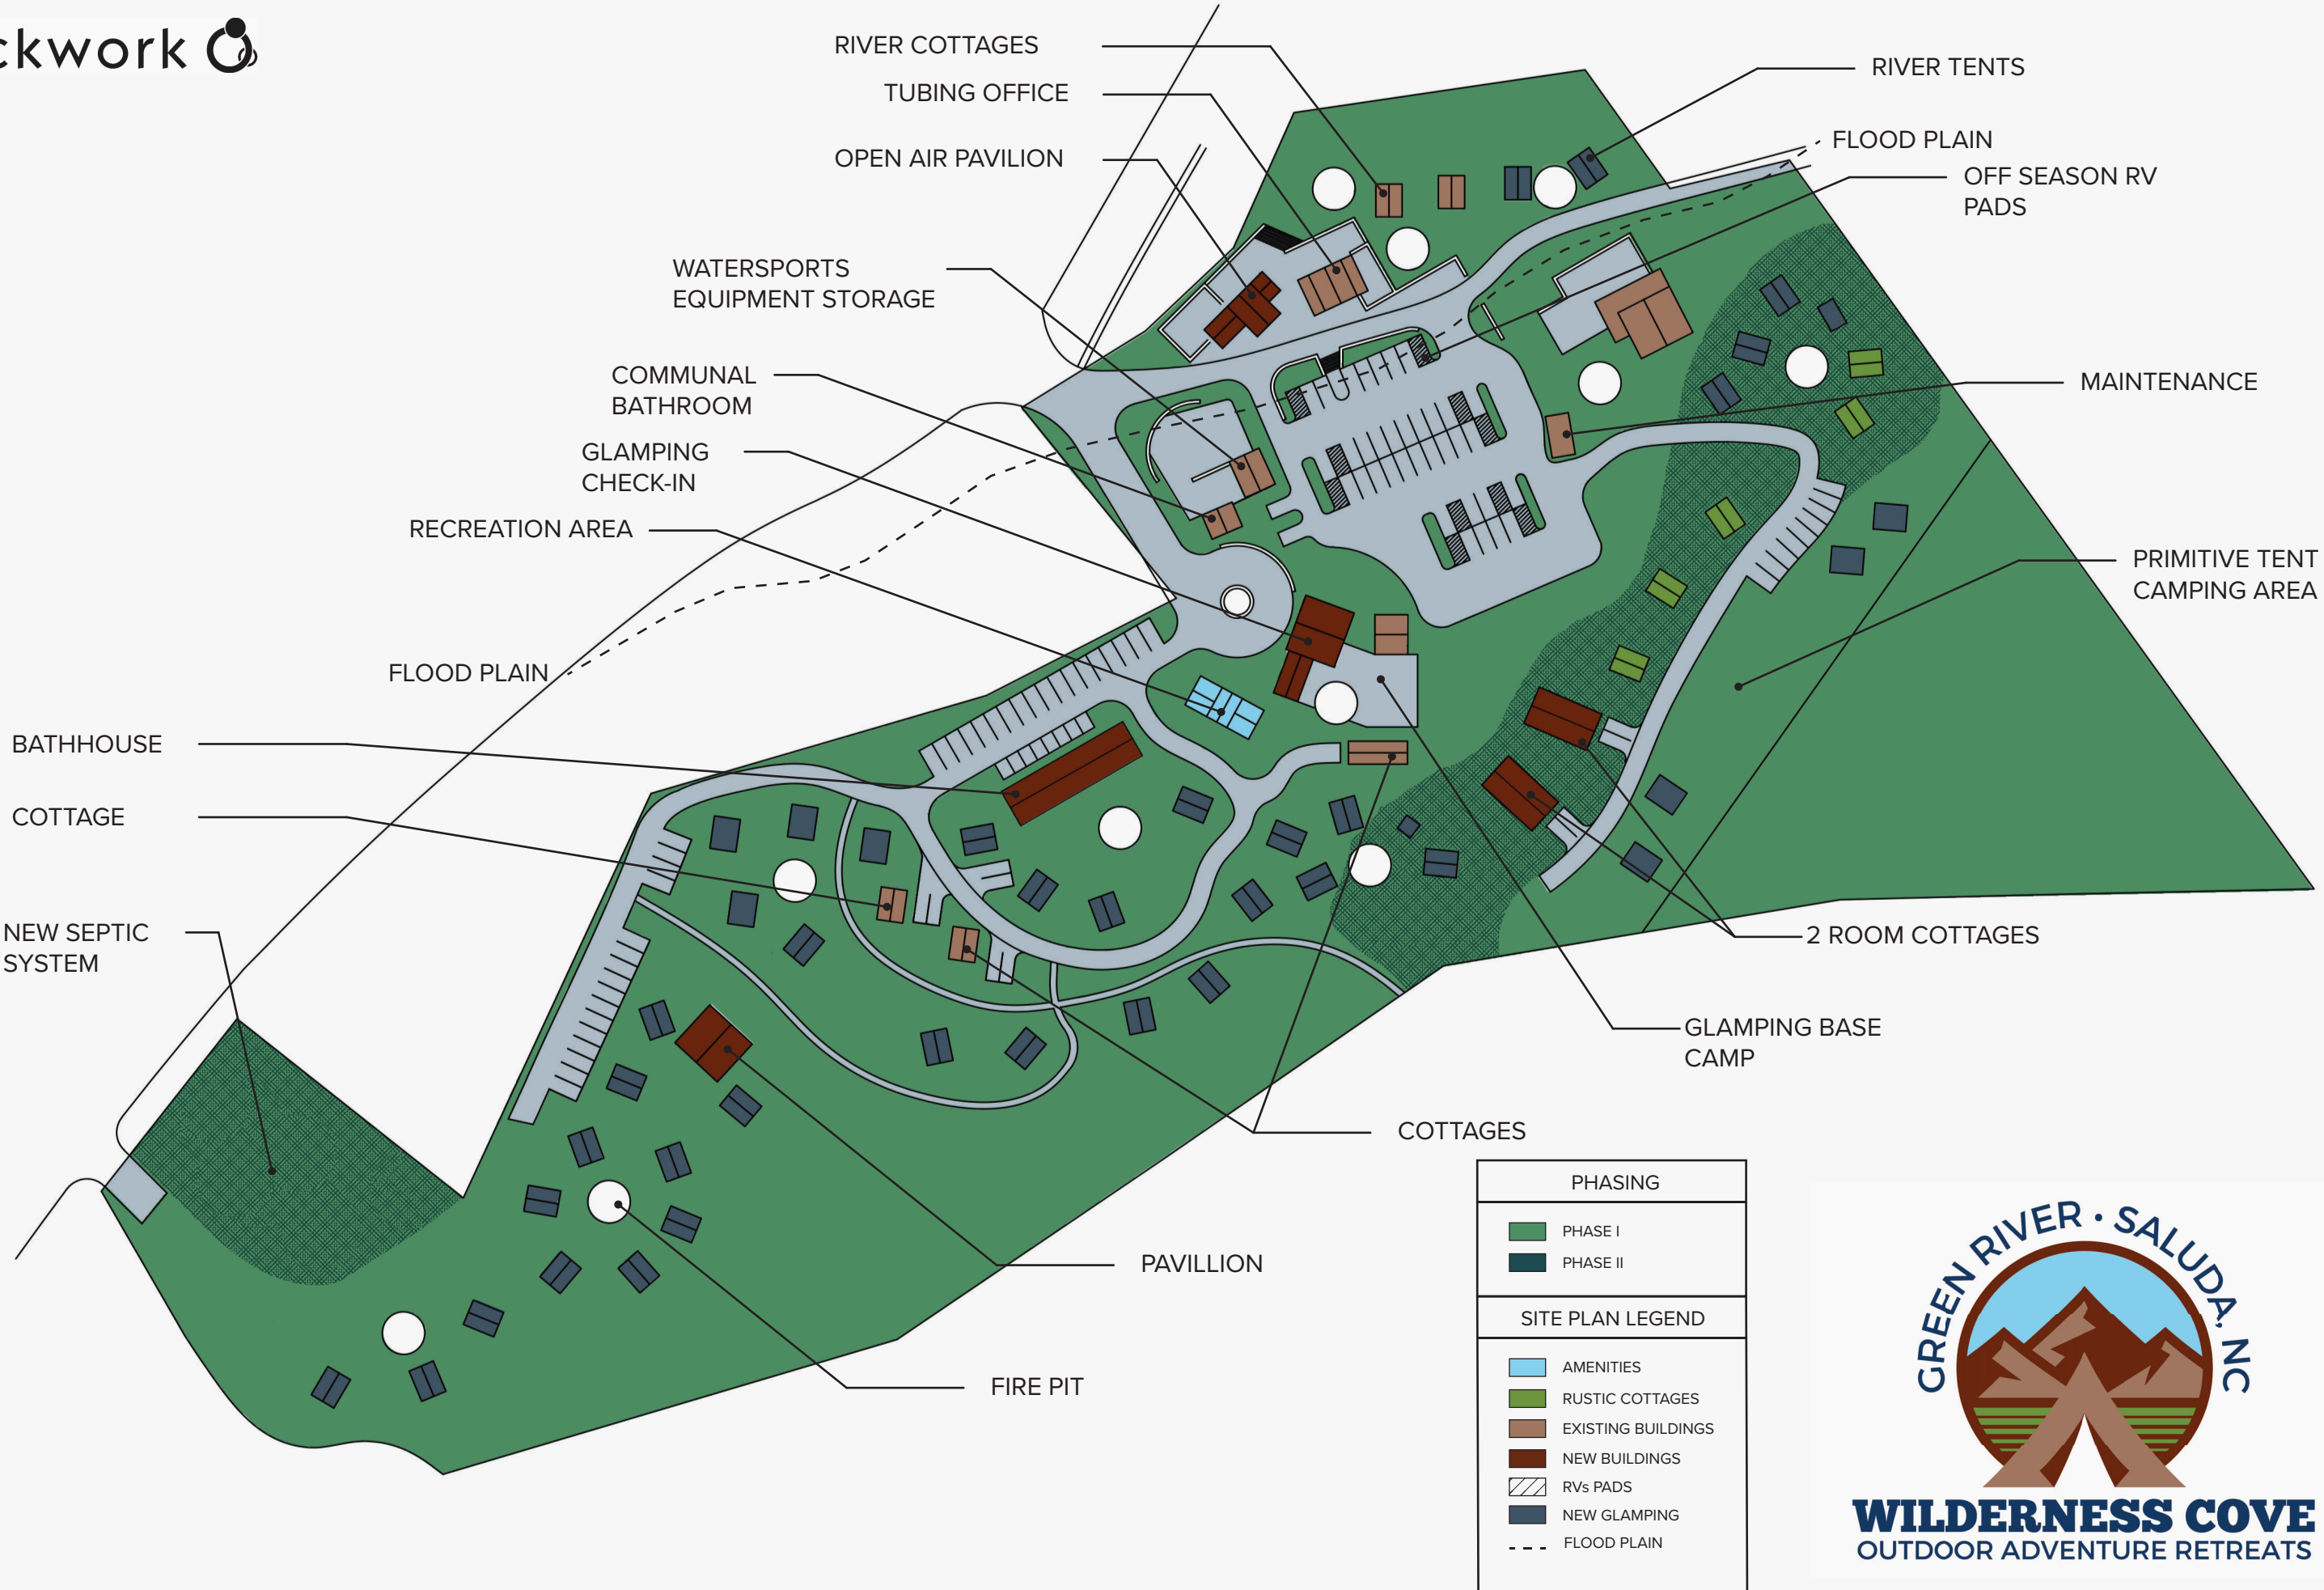 ckwork
RIVER COTTAGES
TUBING OFFICE
OPEN AIR PAVILION
RIVER TENTS
FLOOD PLAIN
OFF SEASON RV
PADS
WATERSPORTS
EQUIPMENT STORAGE
COMMUNAL
BATHROOM
MAINTENANCE
GLAMPING
CHECK-IN
RECREATION AREA
PRIMITIVE TENT
CAMPING AREA
FLOOD PLAIN
BATHHOUSE
COTTAGE
NEW SEPTIC
SYSTEM
2 ROOM COTTAGES
GLAMPING BASE
CAMP
COTTAGES
PAVILLION
FIRE PIT
PHASING
PHASE I
PHASE II
SITE PLAN LEGEND
AMENITIES
RUSTIC COTTAGES
EXISTING BUILDINGS
NEW BUILDINGS
RVs PADS
NEW GLAMPING
FLOOD PLAIN
GREEN RIVER • SALUDA, NC
WILDERNESS COVE
OUTDOOR ADVENTURE RETREATS